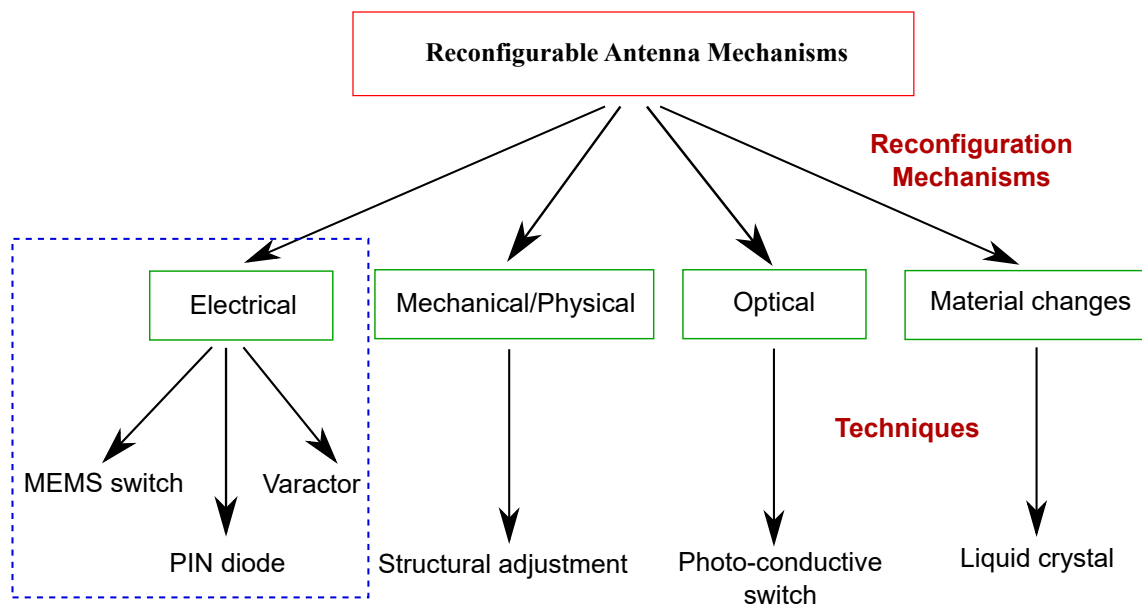 Reconfigurable Antenna Mechanisms
Reconfiguration
Mechanisms
Electrical
Mechanical/Physical
Optical
Material changes
Techniques
MEMS switch
Varactor
PIN diode
Structural adjustment
Photo-conductive
switch
Liquid crystal